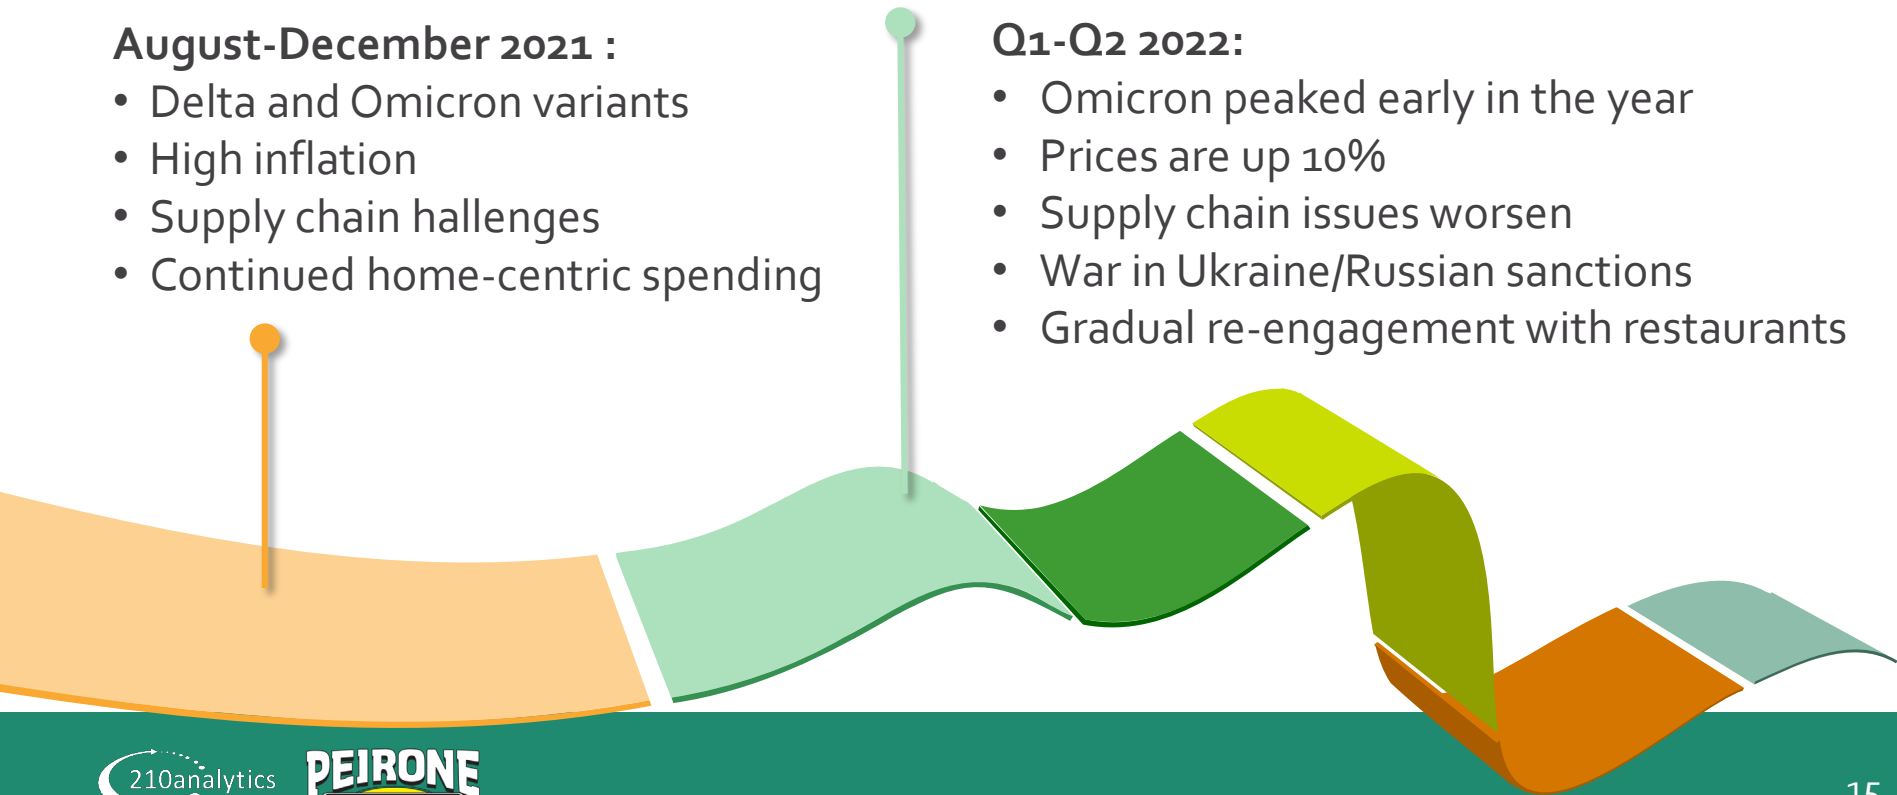 August-December 2021 :
• Delta and Omicron variants
• High inflation
• Supply chain hallenges
• Continued home-centric spending
Q1-Q2 2022:
• Omicron peaked early in the year
• Prices are up 10%
• Supply chain issues worsen
• War in Ukraine/Russian sanctions
• Gradual re-engagement with restaurants
210analytics
PEIRONE
15